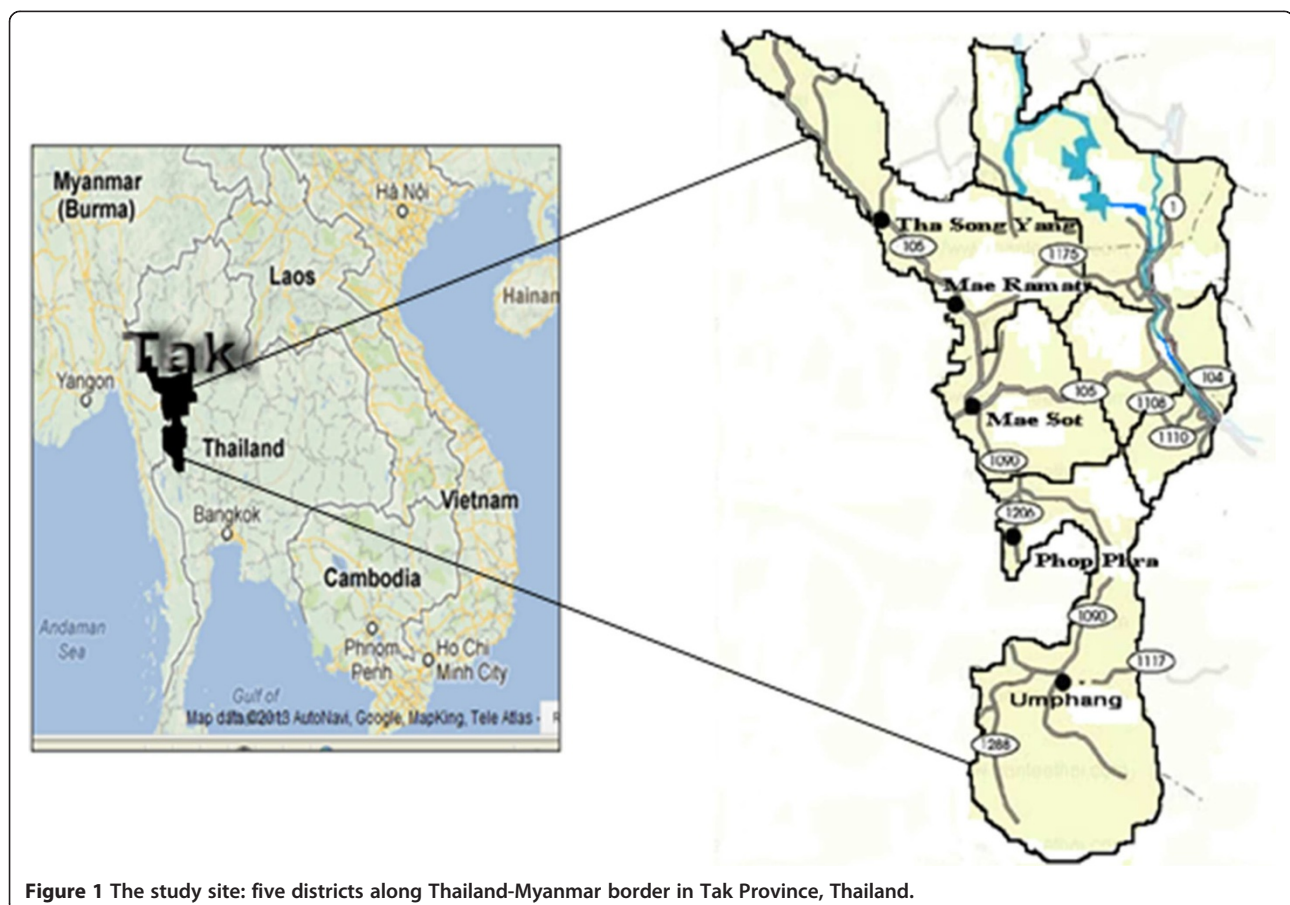 Myanmar
(Burma)
Hà Nội
Laos
Hainan
Tak
Yangon
Thailand
Vietnam
Bangkok
Cambodia
Andaman
Sea
Phnom
Penh
Ho Chi
Minh City
Gulf of
Map data ©2013 AutoNavi, Google, MapKing, Tele Atlas -
1
Tha Song Yang
105
1175
Mae Ramat
105
104
1108
Mae Sot
1110
1090
1206
Phop Phra
1090
1117
Umphang
1288
Figure 1 The study site: five districts along Thailand-Myanmar border in Tak Province, Thailand.